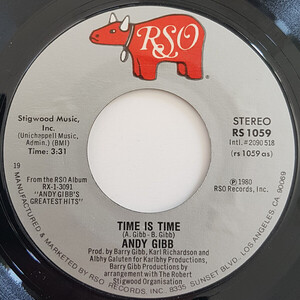 RSO
Stigwood Music,
Inc.
(Unichappell Music,
Admin.) (BMI)
Time: 3:31
STEREO
RS 1059
Intl. #2090 518
(rs 1059 as)
From the RSO Album
RX-1-3091
"ANDY GIBB'S
GREATEST HITS"
℗ 1980
RSO Records, Inc.
TIME IS TIME
(A. Gibb - B. Gibb)
ANDY GIBB
Prod. by Barry Gibb, Karl Richardson and
Albhy Galuten for Karibhy Productions, by
Barry Gibb Productions by
arrangement with The Robert
Stigwood Organisation
19 MANUFACTURED & MARKETED BY RSO RECORDS, INC. 8335 SUNSET BLVD. LOS ANGELES, CA. 90069